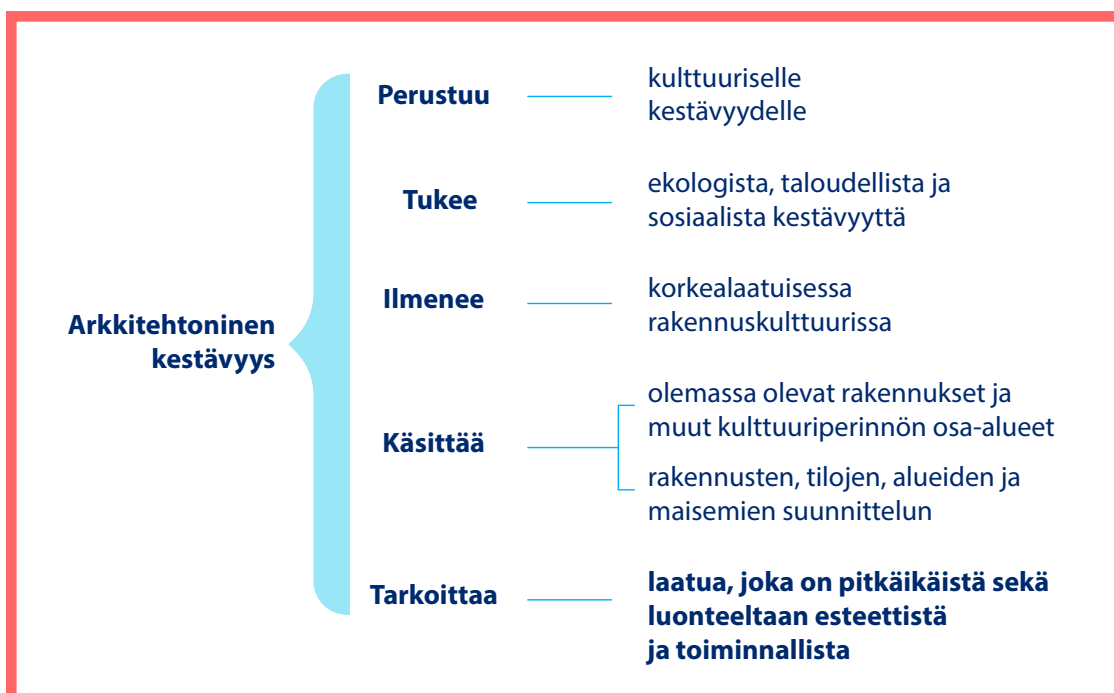 Arkkitehtoninen
kestävyys
Perustuu
kulttuuriselle
kestävyydelle
Tukee
ekologista, taloudellista ja
sosiaalista kestävyyttä
Ilmenee
korkealaatuisessa
rakennuskulttuurissa
Käsittää
olemassa olevat rakennukset ja
muut kulttuuriperinnön osa-alueet
rakennusten, tilojen, alueiden ja
maisemien suunnittelun
Tarkoittaa
laatua, joka on pitkäikäistä sekä
luonteeltaan esteettistä
ja toiminnallista